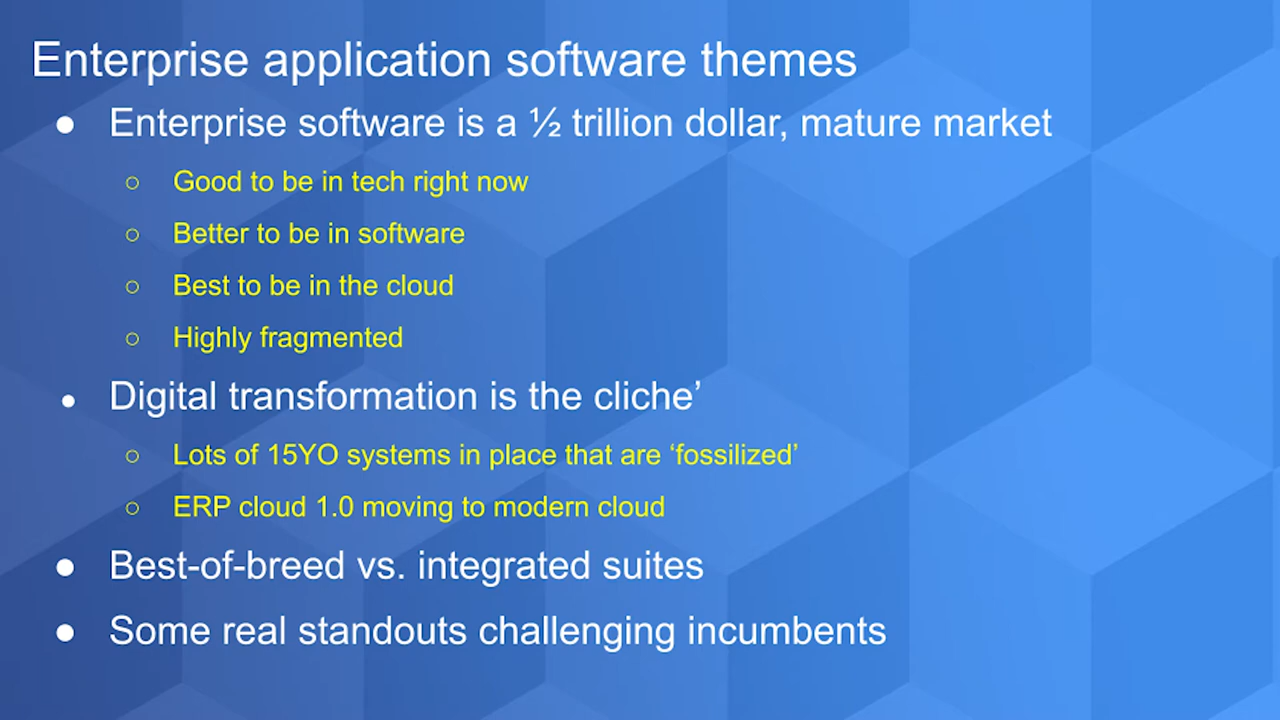 Enterprise application software themes
● Enterprise software is a ½ trillion dollar, mature market
○ Good to be in tech right now
○ Better to be in software
○ Best to be in the cloud
○ Highly fragmented
● Digital transformation is the cliche’
○ Lots of 15YO systems in place that are ‘fossilized’
○ ERP cloud 1.0 moving to modern cloud
● Best-of-breed vs. integrated suites
● Some real standouts challenging incumbents